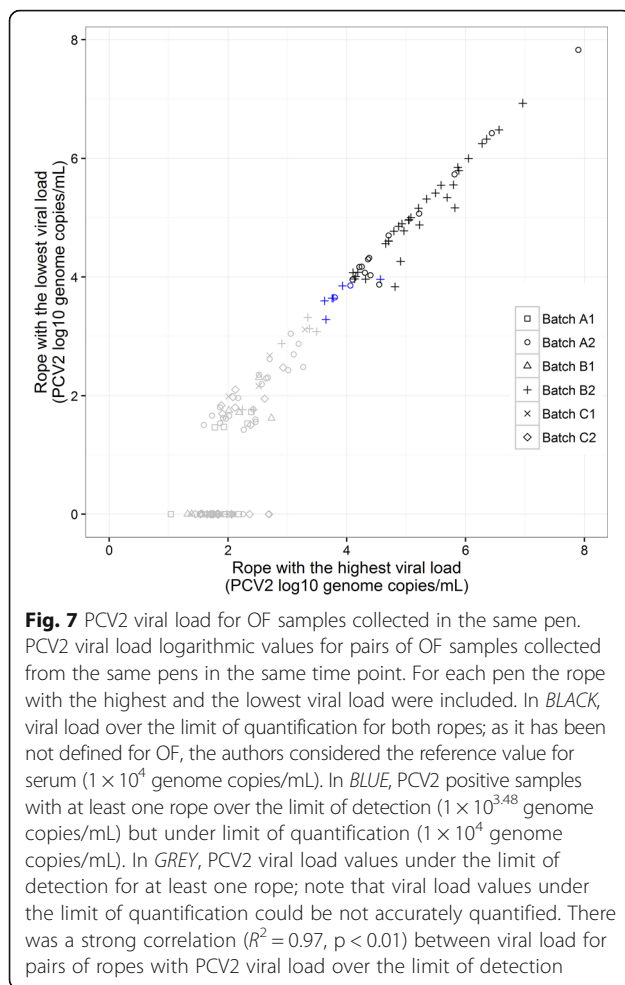 8
6
4
2
0
Rope with the lowest viral load
(PCV2 log10 genome copies/mL)
Batch A1
Batch A2
Batch B1
Batch B2
Batch C1
Batch C2
0
2
4
6
8
Rope with the highest viral load
(PCV2 log10 genome copies/mL)
Fig. 7 PCV2 viral load for OF samples collected in the same pen.
PCV2 viral load logarithmic values for pairs of OF samples collected
from the same pens in the same time point. For each pen the rope
with the highest and the lowest viral load were included. In BLACK,
viral load over the limit of quantification for both ropes; as it has been
not defined for OF, the authors considered the reference value for
serum (1 × 10⁴ genome copies/mL). In BLUE, PCV2 positive samples
with at least one rope over the limit of detection (1 × 10³·⁴⁸ genome
copies/mL) but under limit of quantification (1 × 10⁴ genome
copies/mL). In GREY, PCV2 viral load values under the limit of
detection for at least one rope; note that viral load values under
the limit of quantification could be not accurately quantified. There
was a strong correlation (R² = 0.97, p < 0.01) between viral load for
pairs of ropes with PCV2 viral load over the limit of detection